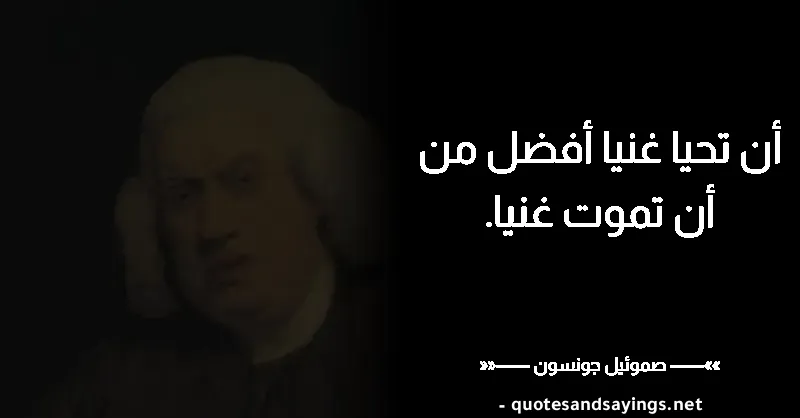 أن تحيا غنيا أفضل من
أن تموت غنيا.
»»—— صموئيل جونسون ——««
- quotesandsayings.net